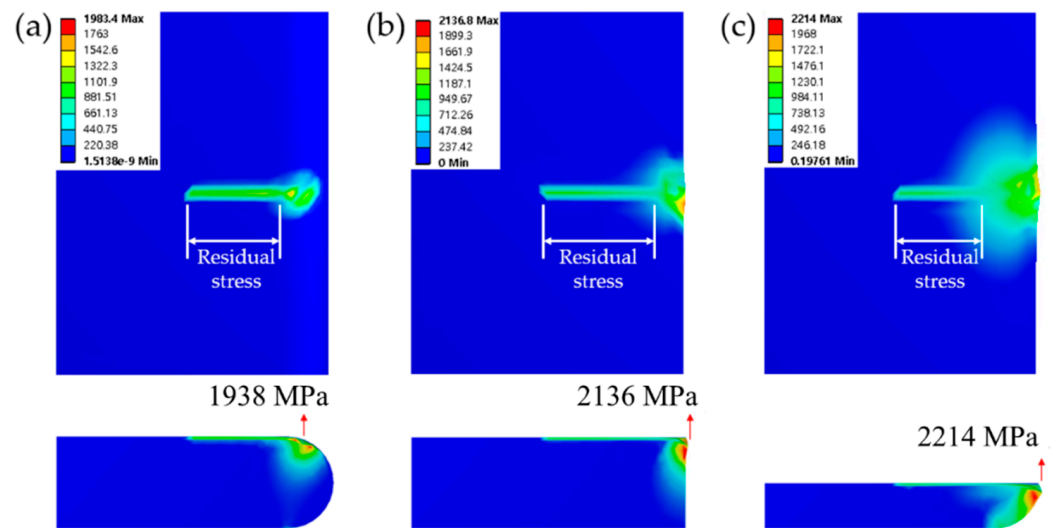 (a)
1983.4 Max
1763
1542.6
1322.3
1101.9
881.51
661.13
440.75
220.38
1.5138e-9 Min
Residual
stress
1938 MPa
(b)
2136.8 Max
1899.3
1661.9
1424.5
1187.1
949.67
712.26
474.84
237.42
0 Min
Residual
stress
2136 MPa
(c)
2214 Max
1968
1722.1
1476.1
1230.1
984.11
738.13
492.16
246.18
0.19761 Min
Residual
stress
2214 MPa